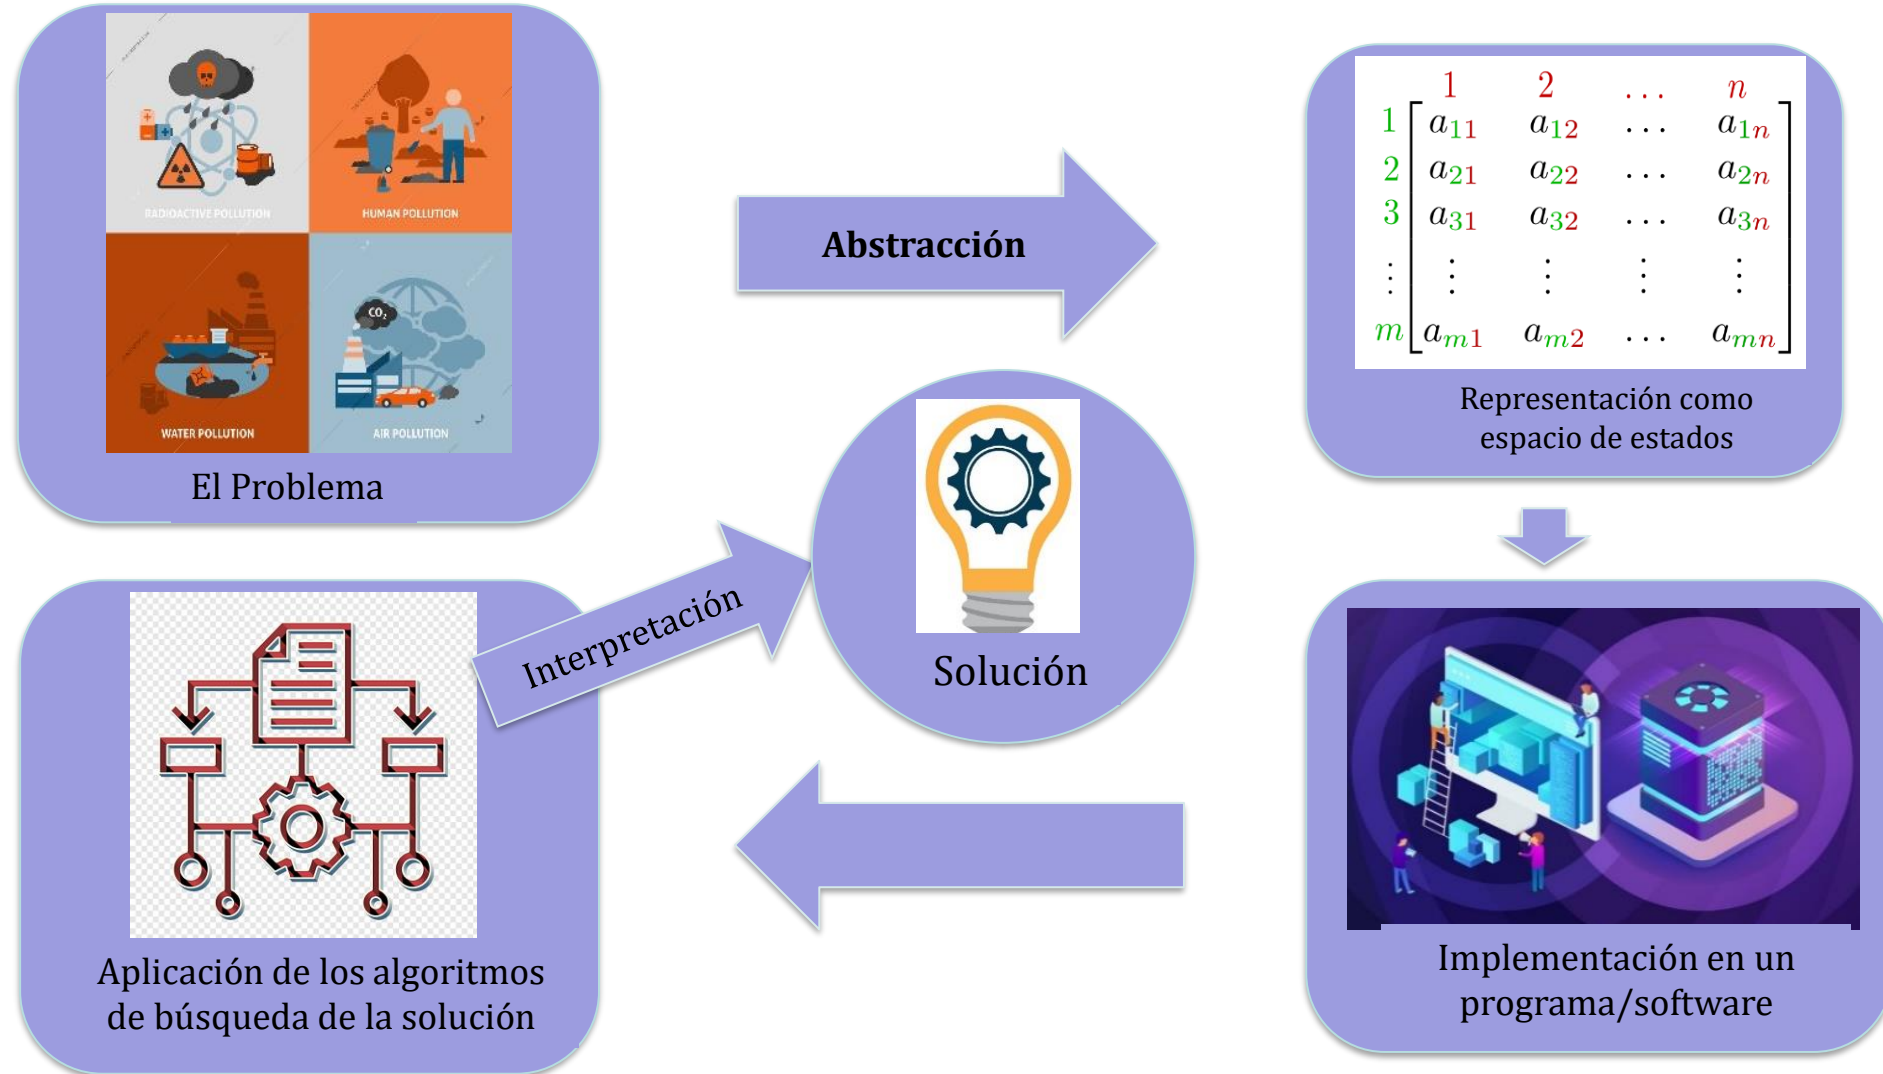 RADIOACTIVE POLLUTION
HUMAN POLLUTION
WATER POLLUTION
CO₂
AIR POLLUTION
El Problema
Abstracción
1 2 ... n
1 a₁₁ a₁₂ ... a₁ₙ
2 a₂₁ a₂₂ ... a₂ₙ
3 a₃₁ a₃₂ ... a₃ₙ
⋮ ⋮ ⋮ ⋮ ⋮
m aₘ₁ aₘ₂ ... aₘₙ
Representación como
espacio de estados
Implementación en un
programa/software
Aplicación de los algoritmos
de búsqueda de la solución
Interpretación
Solución